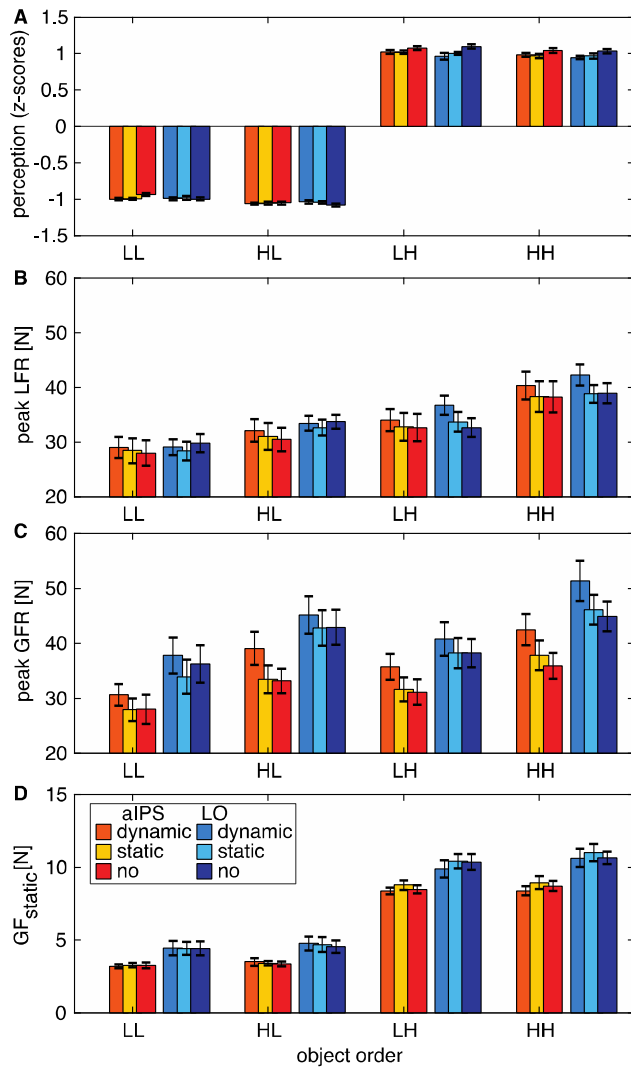 A
perception (z-scores)
1.5
1
0.5
0
-0.5
-1
-1.5
LL HL LH HH
B
peak LFR [N]
60
50
40
30
20
LL HL LH HH
C
peak GFR [N]
60
50
40
30
20
LL HL LH HH
D
GFstatic[N]
15
10
5
0
aIPS LO
dynamic dynamic
static static
no no
LL HL LH HH
object order